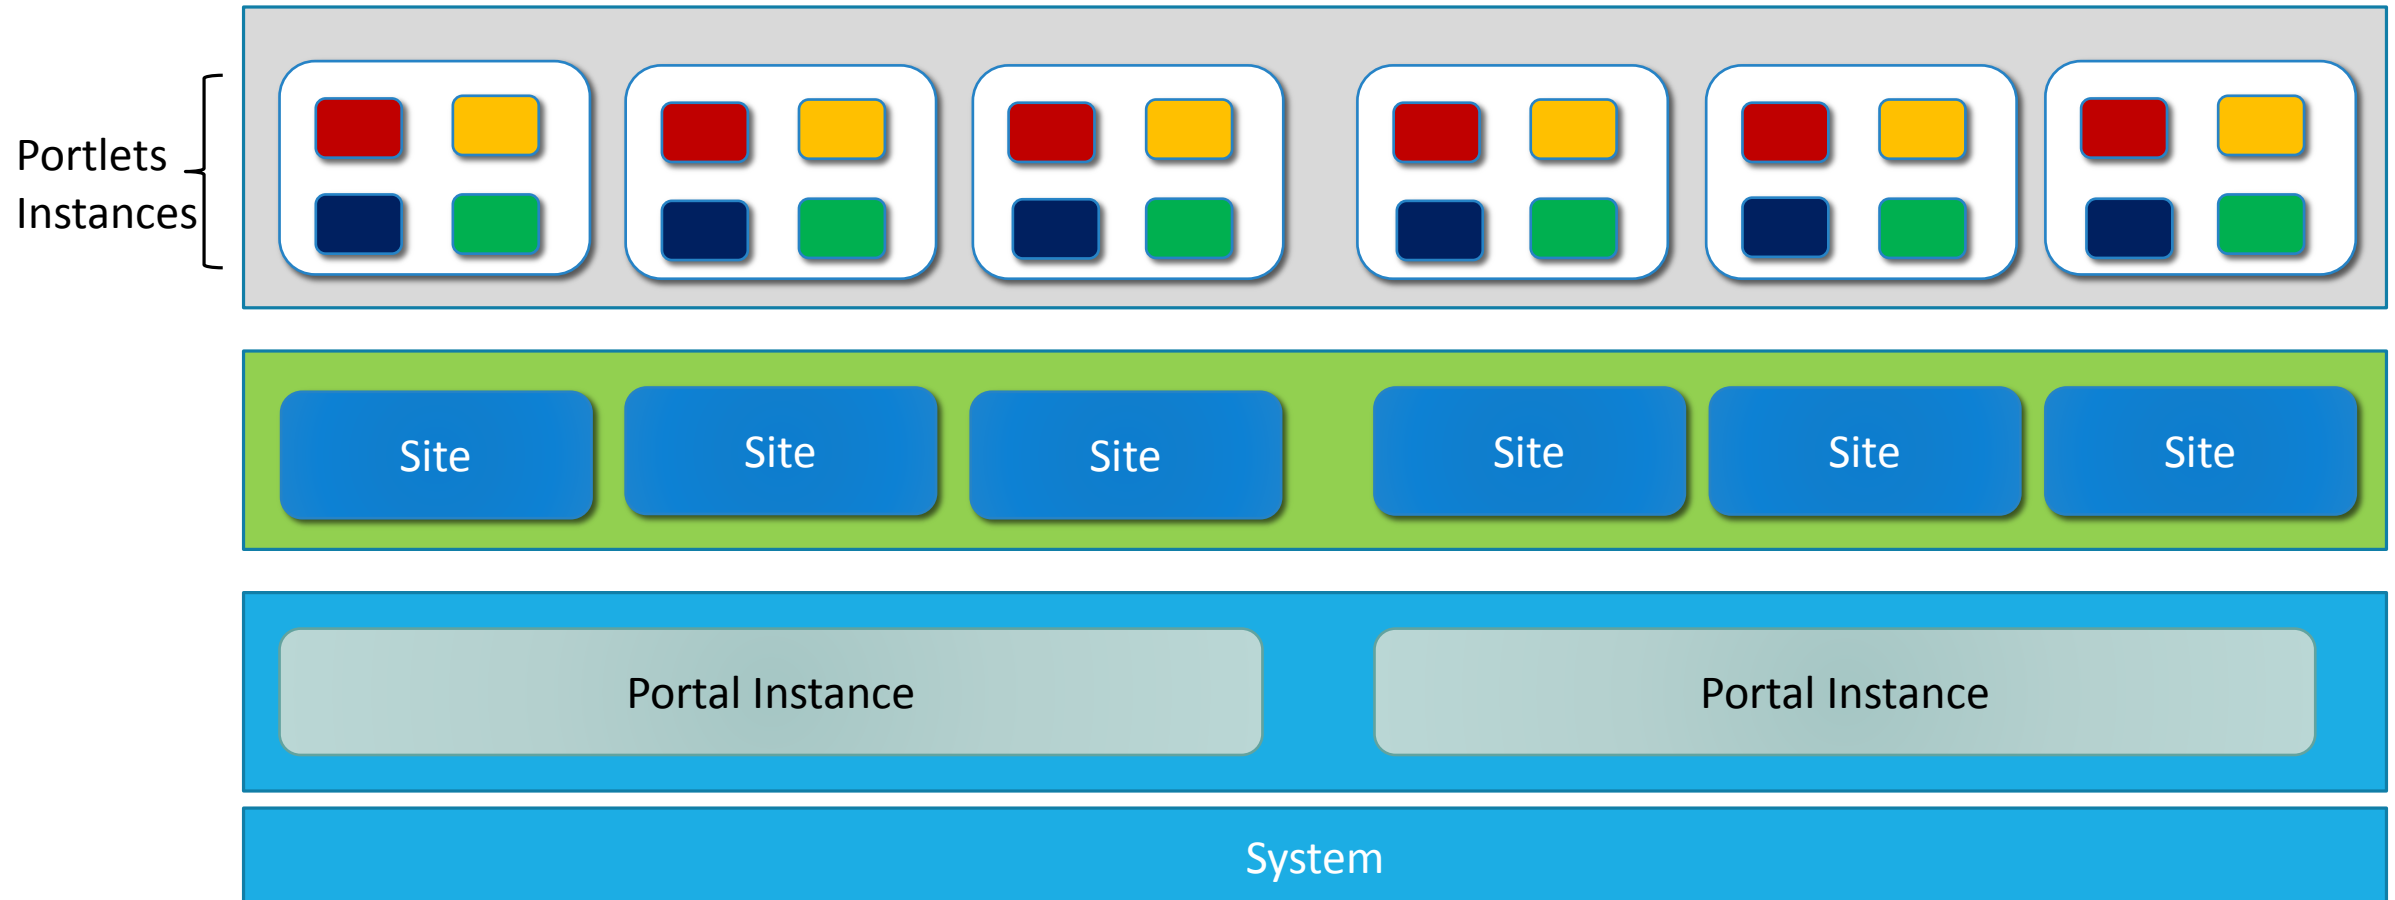 Portlets
Instances
Site
Site
Site
Site
Site
Site
Portal Instance
Portal Instance
System